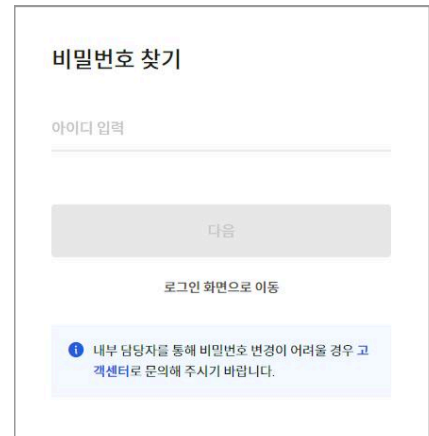 비밀번호 찾기
아이디 입력
다음
로그인 화면으로 이동
내부 담당자를 통해 비밀번호 변경이 어려울 경우 고
객센터로 문의해 주시기 바랍니다.